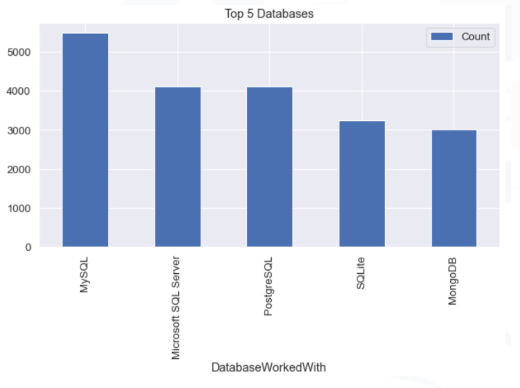 Top 5 Databases
Count
5000
4000
3000
2000
1000
0
MySQL
Microsoft SQL Server
PostgreSQL
SQLite
MongoDB
DatabaseWorkedWith